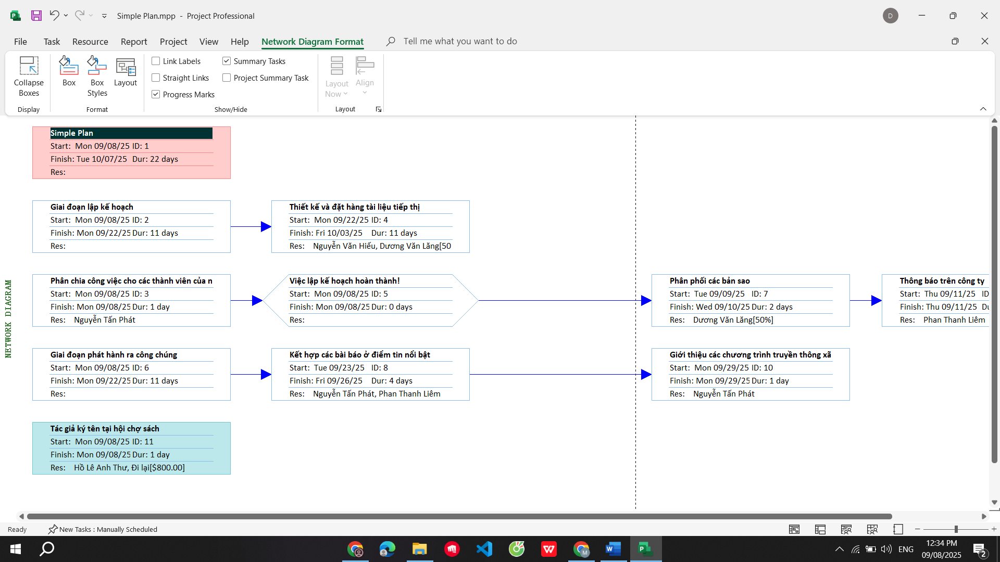 Simple Plan.mpp - Project Professional
D
File Task Resource Report Project View Help Network Diagram Format Tell me what you want to do
Collapse Boxes
Box
Box Styles
Layout
Link Labels
Straight Links
Progress Marks
Summary Tasks
Project Summary Task
Layout Now
Align
Display
Format
Show/Hide
Layout
NETWORK DIAGRAM
Simple Plan
Start: Mon 09/08/25 ID: 1
Finish: Tue 10/07/25 Dur: 22 days
Res:
Giai đoạn lập kế hoạch
Start: Mon 09/08/25 ID: 2
Finish: Mon 09/22/25 Dur: 11 days
Res:
Thiết kế và đặt hàng tài liệu tiếp thị
Start: Mon 09/22/25 ID: 4
Finish: Fri 10/03/25 Dur: 11 days
Res: Nguyễn Văn Hiếu, Dương Văn Lăng[50
Phân chia công việc cho các thành viên của n
Start: Mon 09/08/25 ID: 3
Finish: Mon 09/08/25 Dur: 1 day
Res: Nguyễn Tấn Phát
Việc lập kế hoạch hoàn thành!
Start: Mon 09/08/25 ID: 5
Finish: Mon 09/08/25 Dur: 0 days
Res:
Phân phối các bản sao
Start: Tue 09/09/25 ID: 7
Finish: Wed 09/10/25 Dur: 2 days
Res: Dương Văn Lăng[50%]
Thông báo trên công ty
Start: Thu 09/11/25 ID
Finish: Thu 09/11/25 Du
Res: Phan Thanh Liêm
Giai đoạn phát hành ra công chúng
Start: Mon 09/08/25 ID: 6
Finish: Mon 09/22/25 Dur: 11 days
Res:
Kết hợp các bài báo ở điểm tin nổi bật
Start: Tue 09/23/25 ID: 8
Finish: Fri 09/26/25 Dur: 4 days
Res: Nguyễn Tấn Phát, Phan Thanh Liêm
Giới thiệu các chương trình truyền thông xã
Start: Mon 09/29/25 ID: 10
Finish: Mon 09/29/25 Dur: 1 day
Res: Nguyễn Tấn Phát
Tác giả ký tên tại hội chợ sách
Start: Mon 09/08/25 ID: 11
Finish: Mon 09/08/25 Dur: 1 day
Res: Hồ Lê Anh Thư, Đi lại[$800.00]
Ready New Tasks : Manually Scheduled
ENG
12:34 PM
09/08/2025
2